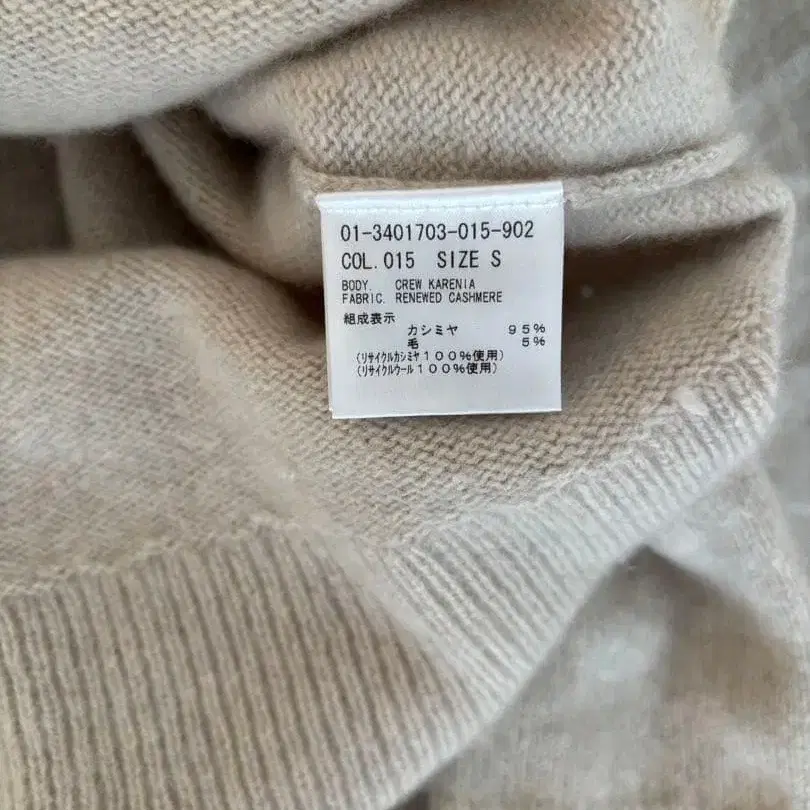 01-3401703-015-902
COL.015 SIZE S
BODY. CREW KARENIA
FABRIC. RENEWED CASHMERE
組成表示
カシミヤ 95%
毛 5%
(リサイクルカシミヤ100%使用)
(リサイクルウール100%使用)